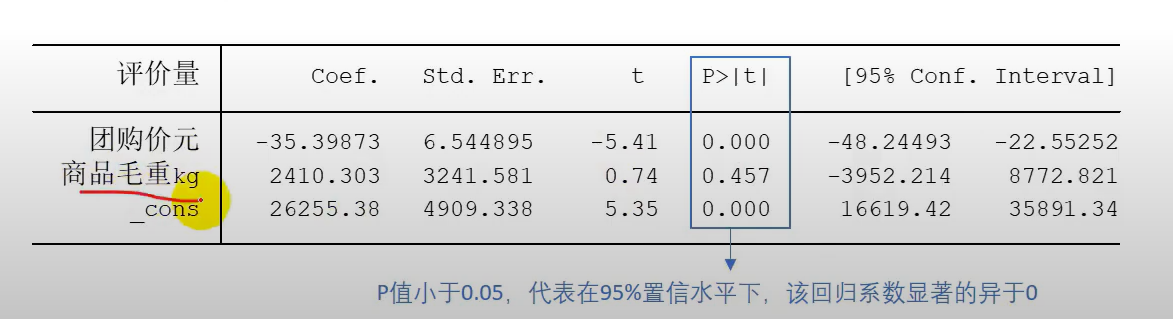 评价量 Coef. Std. Err. t P>|t| [95% Conf. Interval]
团购价元 -35.39873 6.544895 -5.41 0.000 -48.24493 -22.55252
商品毛重kg 2410.303 3241.581 0.74 0.457 -3952.214 8772.821
_cons 26255.38 4909.338 5.35 0.000 16619.42 35891.34
P值小于0.05，代表在95%置信水平下，该回归系数显著的异于0